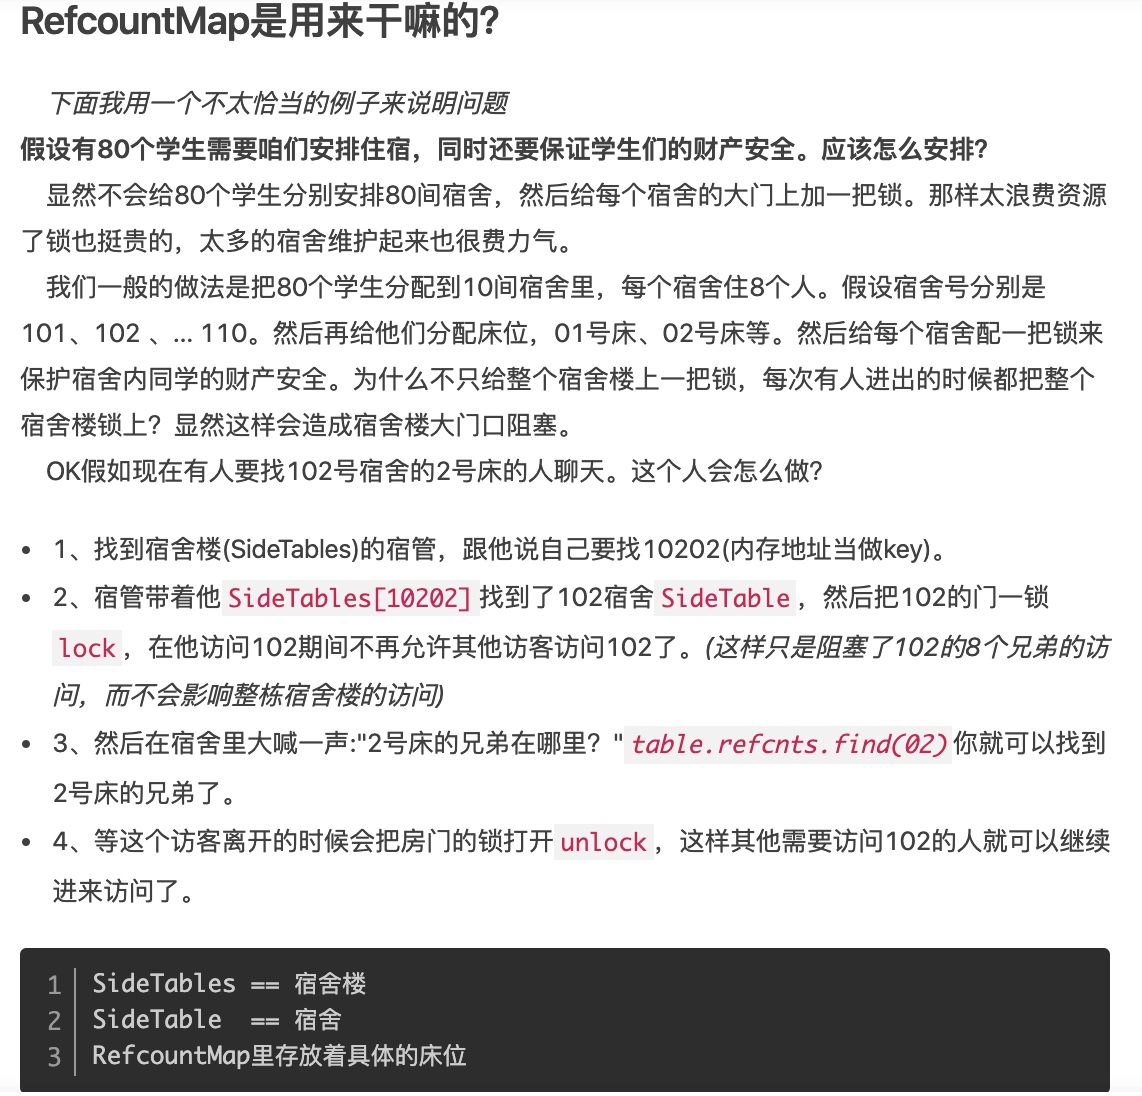 RefcountMap是用来干嘛的?
下面我用一个不太恰当的例子来说明问题
假设有80个学生需要咱们安排住宿，同时还要保证学生们的财产安全。应该怎么安排?
显然不会给80个学生分别安排80间宿舍，然后给每个宿舍的大门上加一把锁。那样太浪费资源
了锁也挺贵的，太多的宿舍维护起来也很费力气。
我们一般的做法是把80个学生分配到10间宿舍里，每个宿舍住8个人。假设宿舍号分别是
101、102 、... 110。然后再给他们分配床位，01号床、02号床等。然后给每个宿舍配一把锁来
保护宿舍内同学的财产安全。为什么不只给整个宿舍楼上一把锁，每次有人进出的时候都把整个
宿舍楼锁上？显然这样会造成宿舍楼大门口阻塞。
OK假如现在有人要找102号宿舍的2号床的人聊天。这个人会怎么做?
• 1、找到宿舍楼(SideTables)的宿管，跟他说自己要找10202(内存地址当做key)。
• 2、宿管带着他SideTables[10202]找到了102宿舍SideTable，然后把102的门一锁
lock，在他访问102期间不再允许其他访客访问102了。(这样只是阻塞了102的8个兄弟的访
问，而不会影响整栋宿舍楼的访问)
• 3、然后在宿舍里大喊一声:"2号床的兄弟在哪里？"table.refcnts.find(02)你就可以找到
2号床的兄弟了。
• 4、等这个访客离开的时候会把房门的锁打开unlock，这样其他需要访问102的人就可以继续
进来访问了。
1 SideTables == 宿舍楼
2 SideTable  == 宿舍
3 RefcountMap里存放着具体的床位